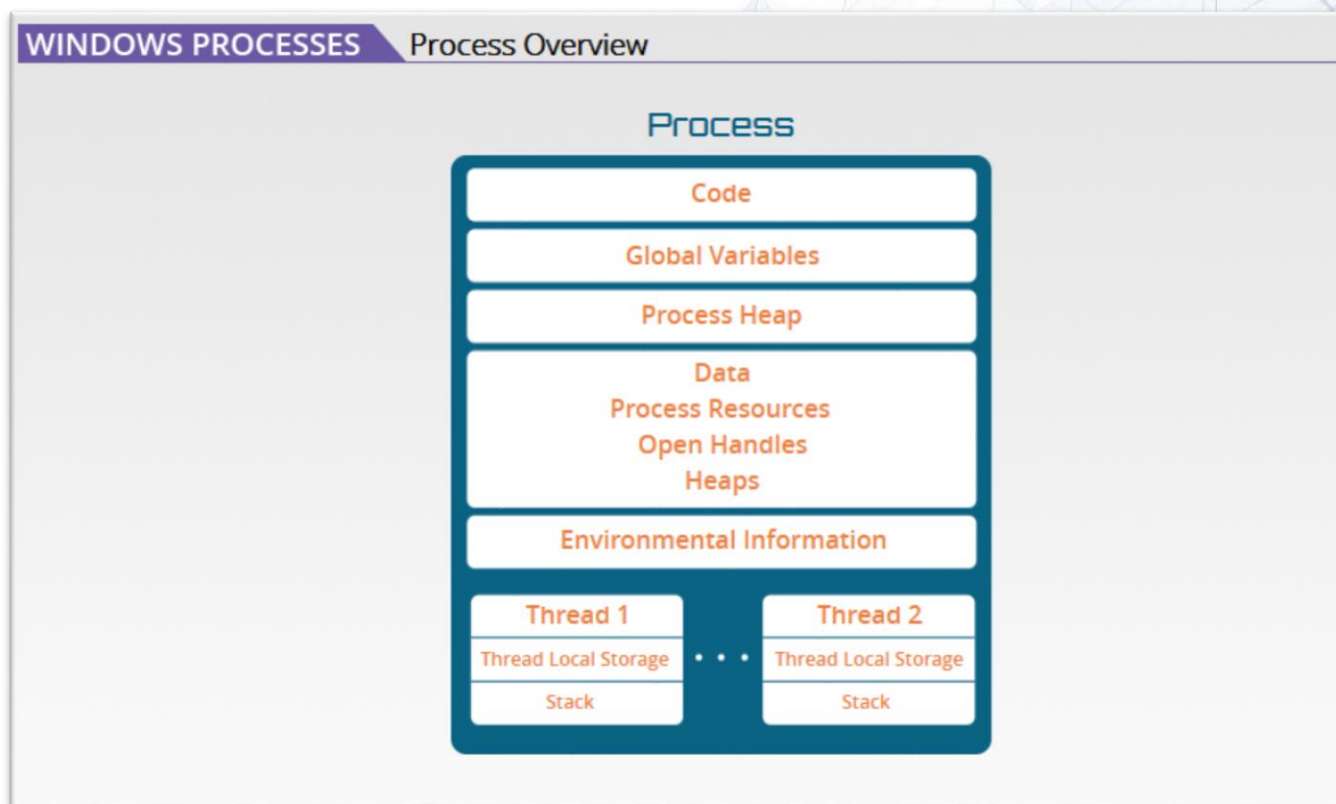 WINDOWS PROCESSES Process Overview
Process
Code
Global Variables
Process Heap
Data
Process Resources
Open Handles
Heaps
Environmental Information
Thread 1
Thread Local Storage
Stack
Thread 2
Thread Local Storage
Stack